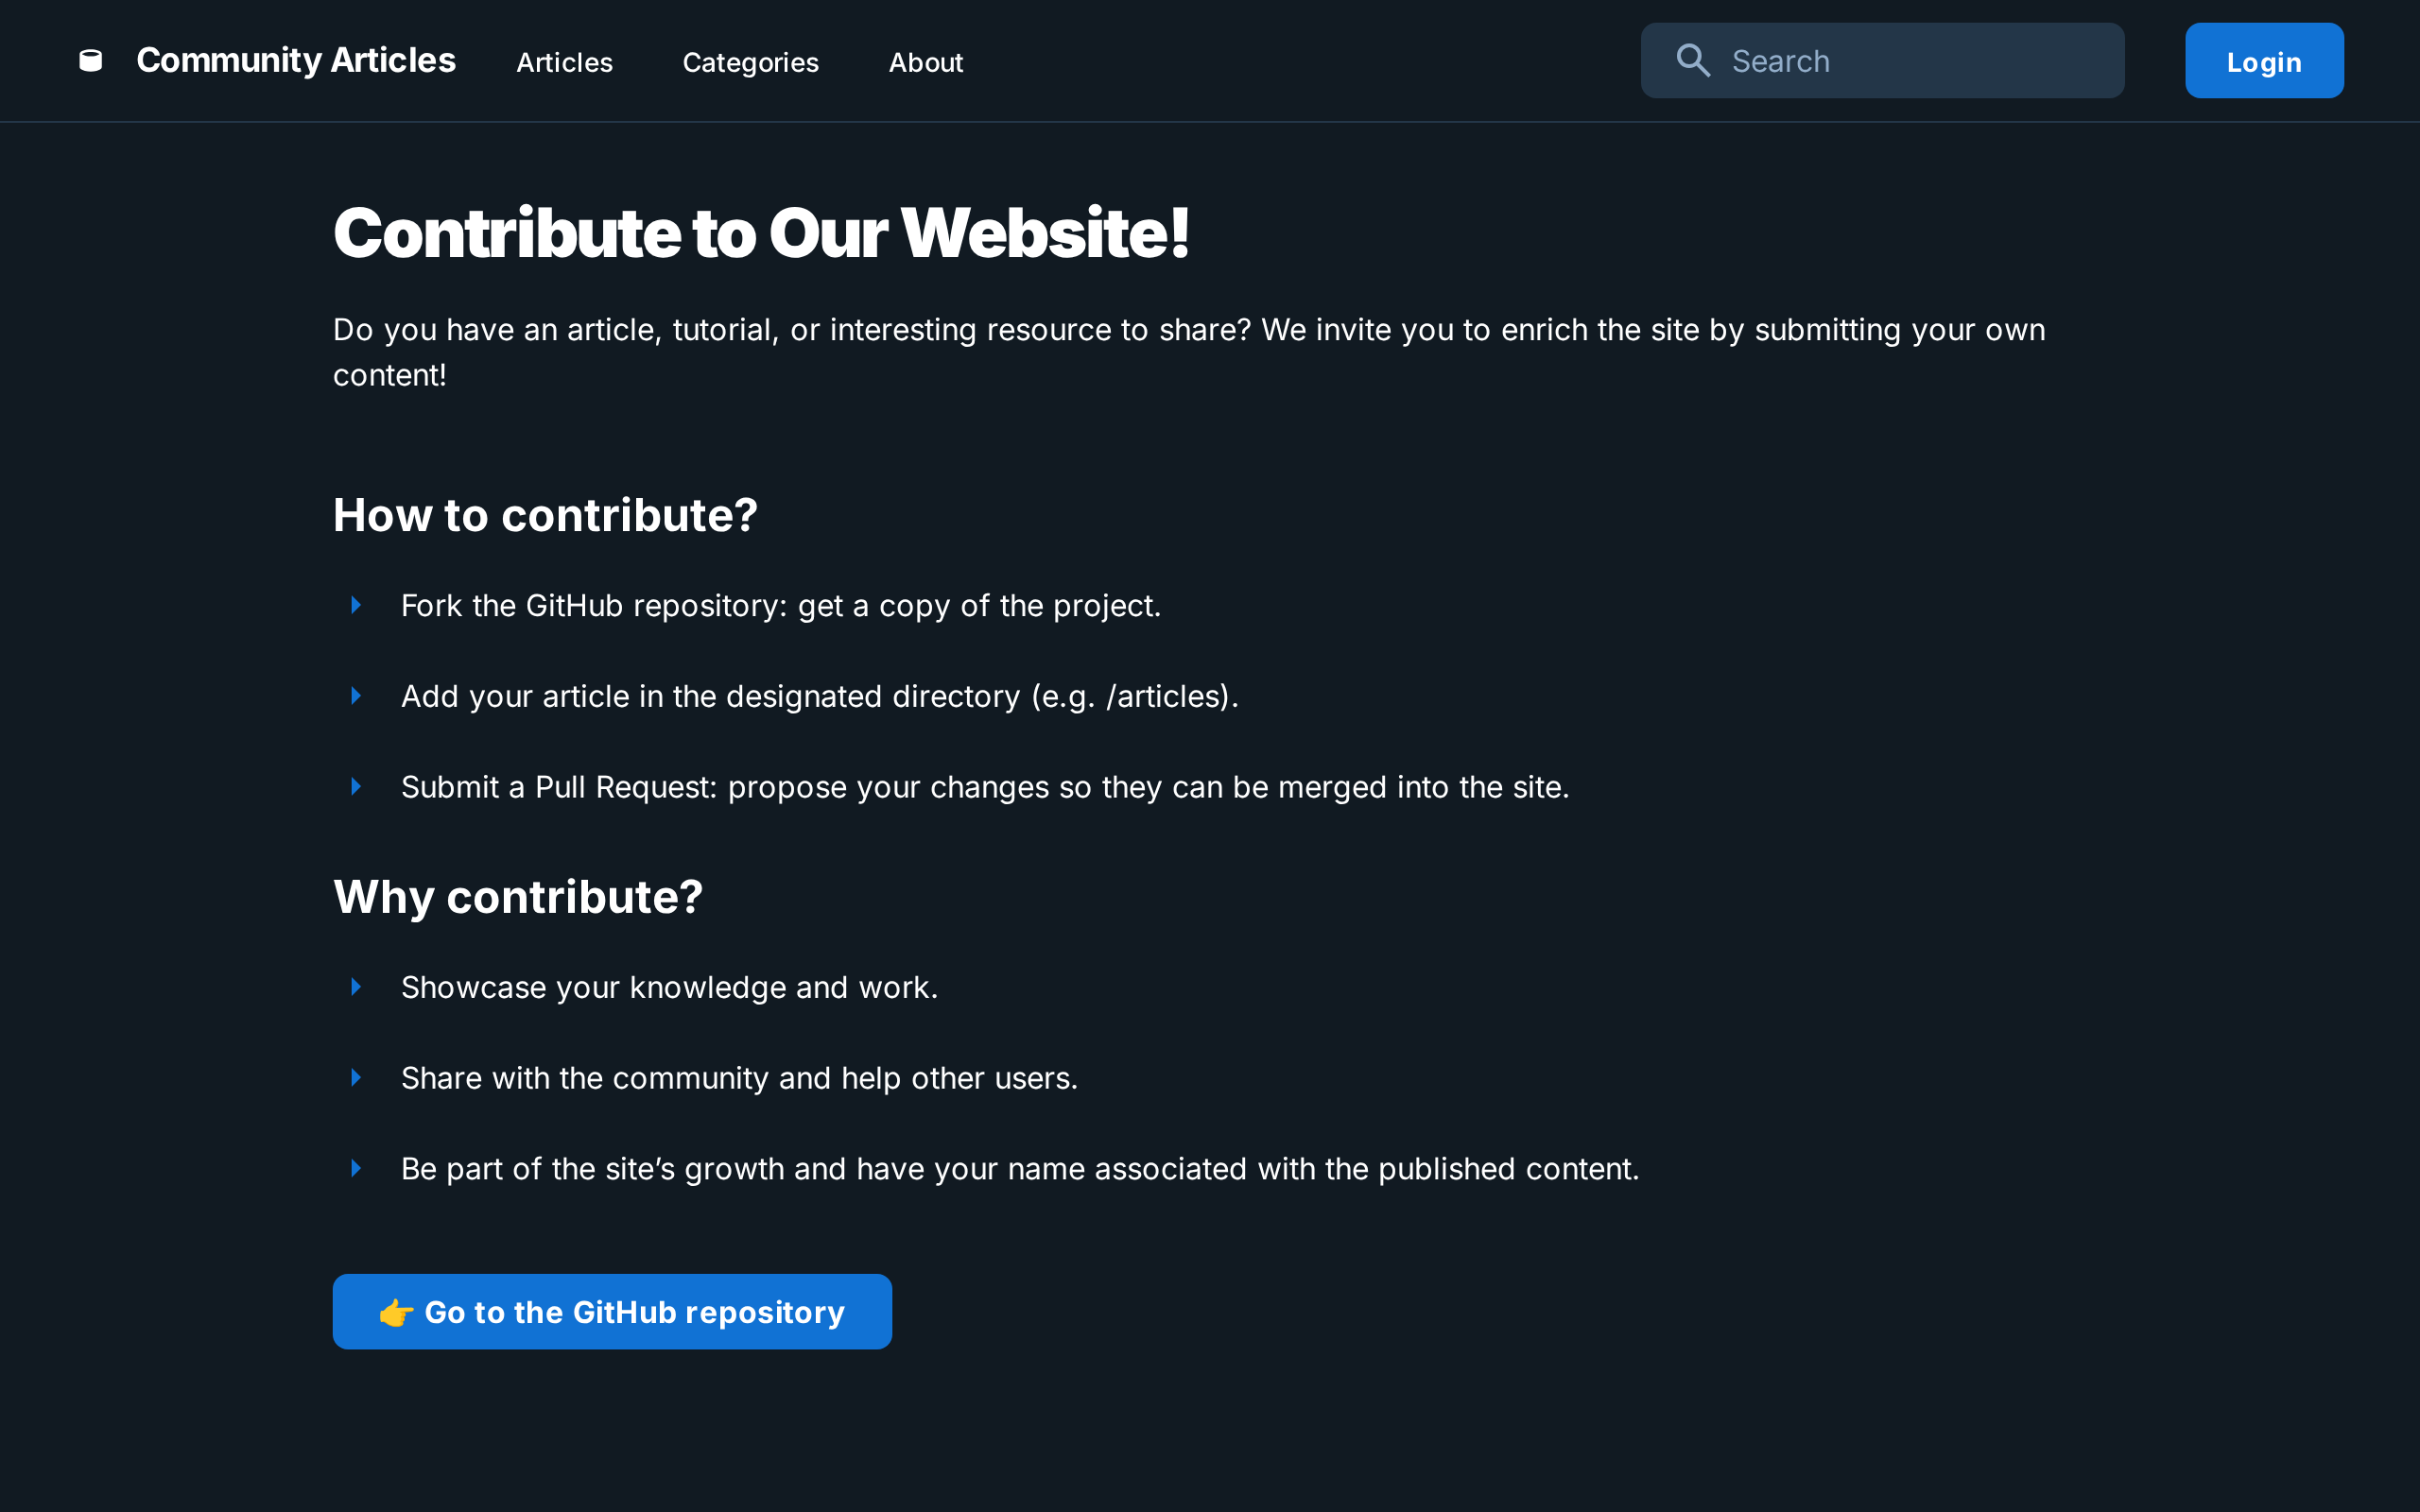 Community Articles
Articles
Categories
About
Search
Login
Contribute to Our Website!
Do you have an article, tutorial, or interesting resource to share? We invite you to enrich the site by submitting your own
content!
How to contribute?
Fork the GitHub repository: get a copy of the project.
Add your article in the designated directory (e.g. /articles).
Submit a Pull Request: propose your changes so they can be merged into the site.
Why contribute?
Showcase your knowledge and work.
Share with the community and help other users.
Be part of the site’s growth and have your name associated with the published content.
👉 Go to the GitHub repository